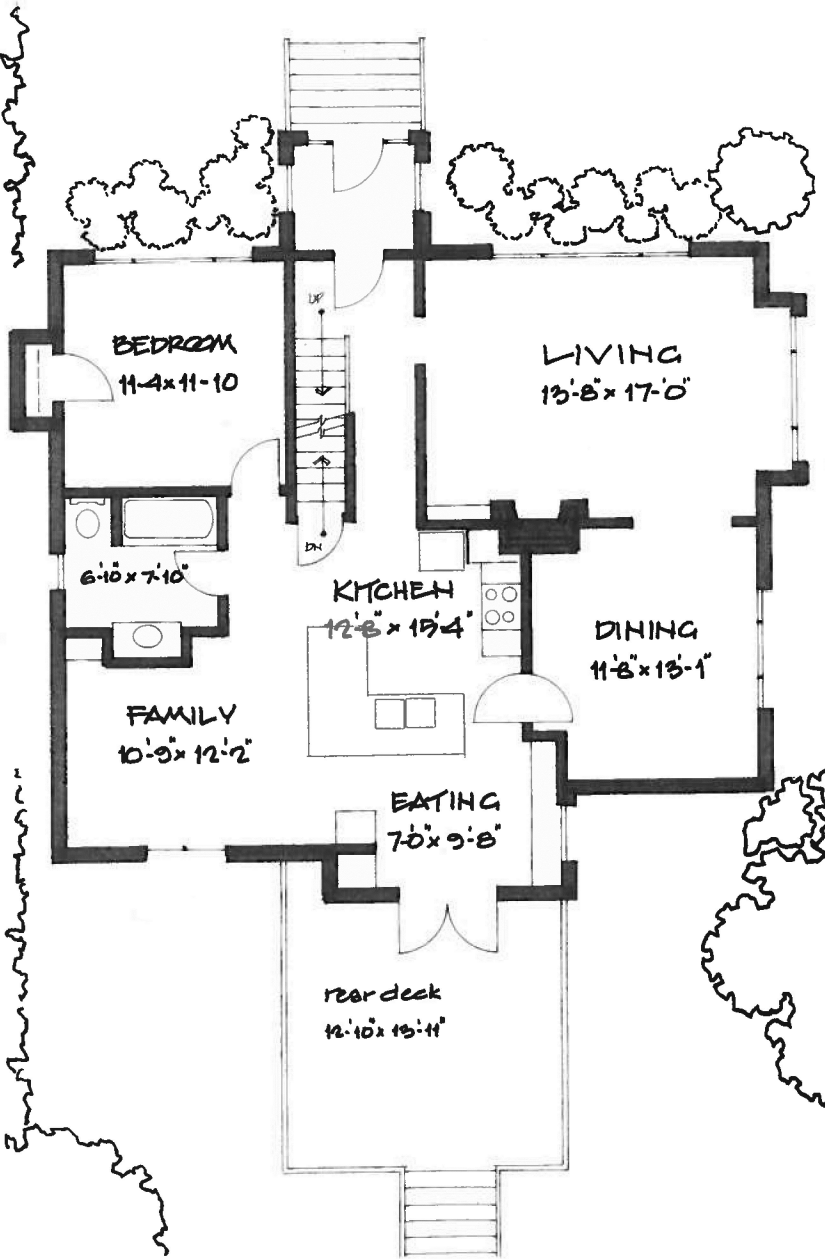 UP
BEDROOM
11-4x11-10
LIVING
13'-8" x 17'-0"
DN
6'-10" x 7'-10"
KITCHEN
12'-8" x 15'-4"
DINING
11'-8" x 13'-1"
FAMILY
10'-9" x 12'-2"
EATING
7'-0" x 9'-8"
rear deck
12'-10" x 13'-11"